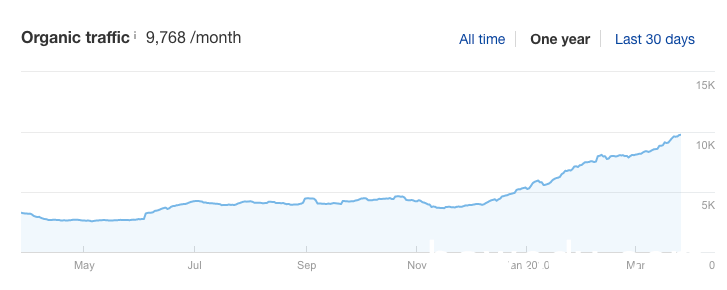 Organic traffic i 9,768 /month
All time One year Last 30 days
15K
10K
5K
May Jul Sep Nov 0